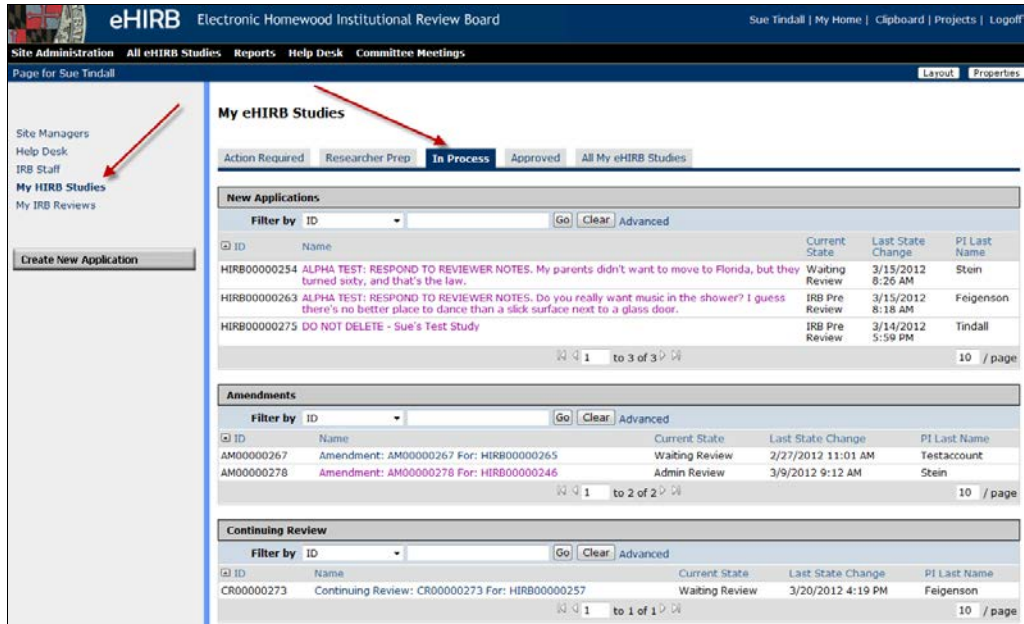 eHIRB Electronic Homewood Institutional Review Board Sue Tindall | My Home | Clipboard | Projects | Logoff
Site Administration All eHIRB Studies Reports Help Desk Committee Meetings
Page for Sue Tindall Layout Properties
My eHIRB Studies
Site Managers
Help Desk
IRB Staff
My HIRB Studies
My IRB Reviews
Create New Application
Action Required Researcher Prep In Process Approved All My eHIRB Studies
New Applications
Filter by ID Go Clear Advanced
ID Name Current State Last State Change PI Last Name
HIRB00000254 ALPHA TEST: RESPOND TO REVIEWER NOTES. My parents didn't want to move to Florida, but they Waiting 3/15/2012 Stein
turned sixty, and that's the law. Review 8:26 AM
HIRB00000263 ALPHA TEST: RESPOND TO REVIEWER NOTES. Do you really want music in the shower? I guess IRB Pre 3/15/2012 Feigenson
there's no better place to dance than a slick surface next to a glass door. Review 8:18 AM
HIRB00000275 DO NOT DELETE - Sue's Test Study IRB Pre 3/14/2012 Tindall
Review 5:59 PM
1 to 3 of 3 10 / page
Amendments
Filter by ID Go Clear Advanced
ID Name Current State Last State Change PI Last Name
AM00000267 Amendment: AM00000267 For: HIRB00000265 Waiting Review 2/27/2012 11:01 AM Testaccount
AM00000278 Amendment: AM00000278 For: HIRB00000246 Admin Review 3/9/2012 9:12 AM Stein
1 to 2 of 2 10 / page
Continuing Review
Filter by ID Go Clear Advanced
ID Name Current State Last State Change PI Last Name
CR00000273 Continuing Review: CR00000273 For: HIRB00000257 Waiting Review 3/20/2012 4:19 PM Feigenson
1 to 1 of 1 10 / page